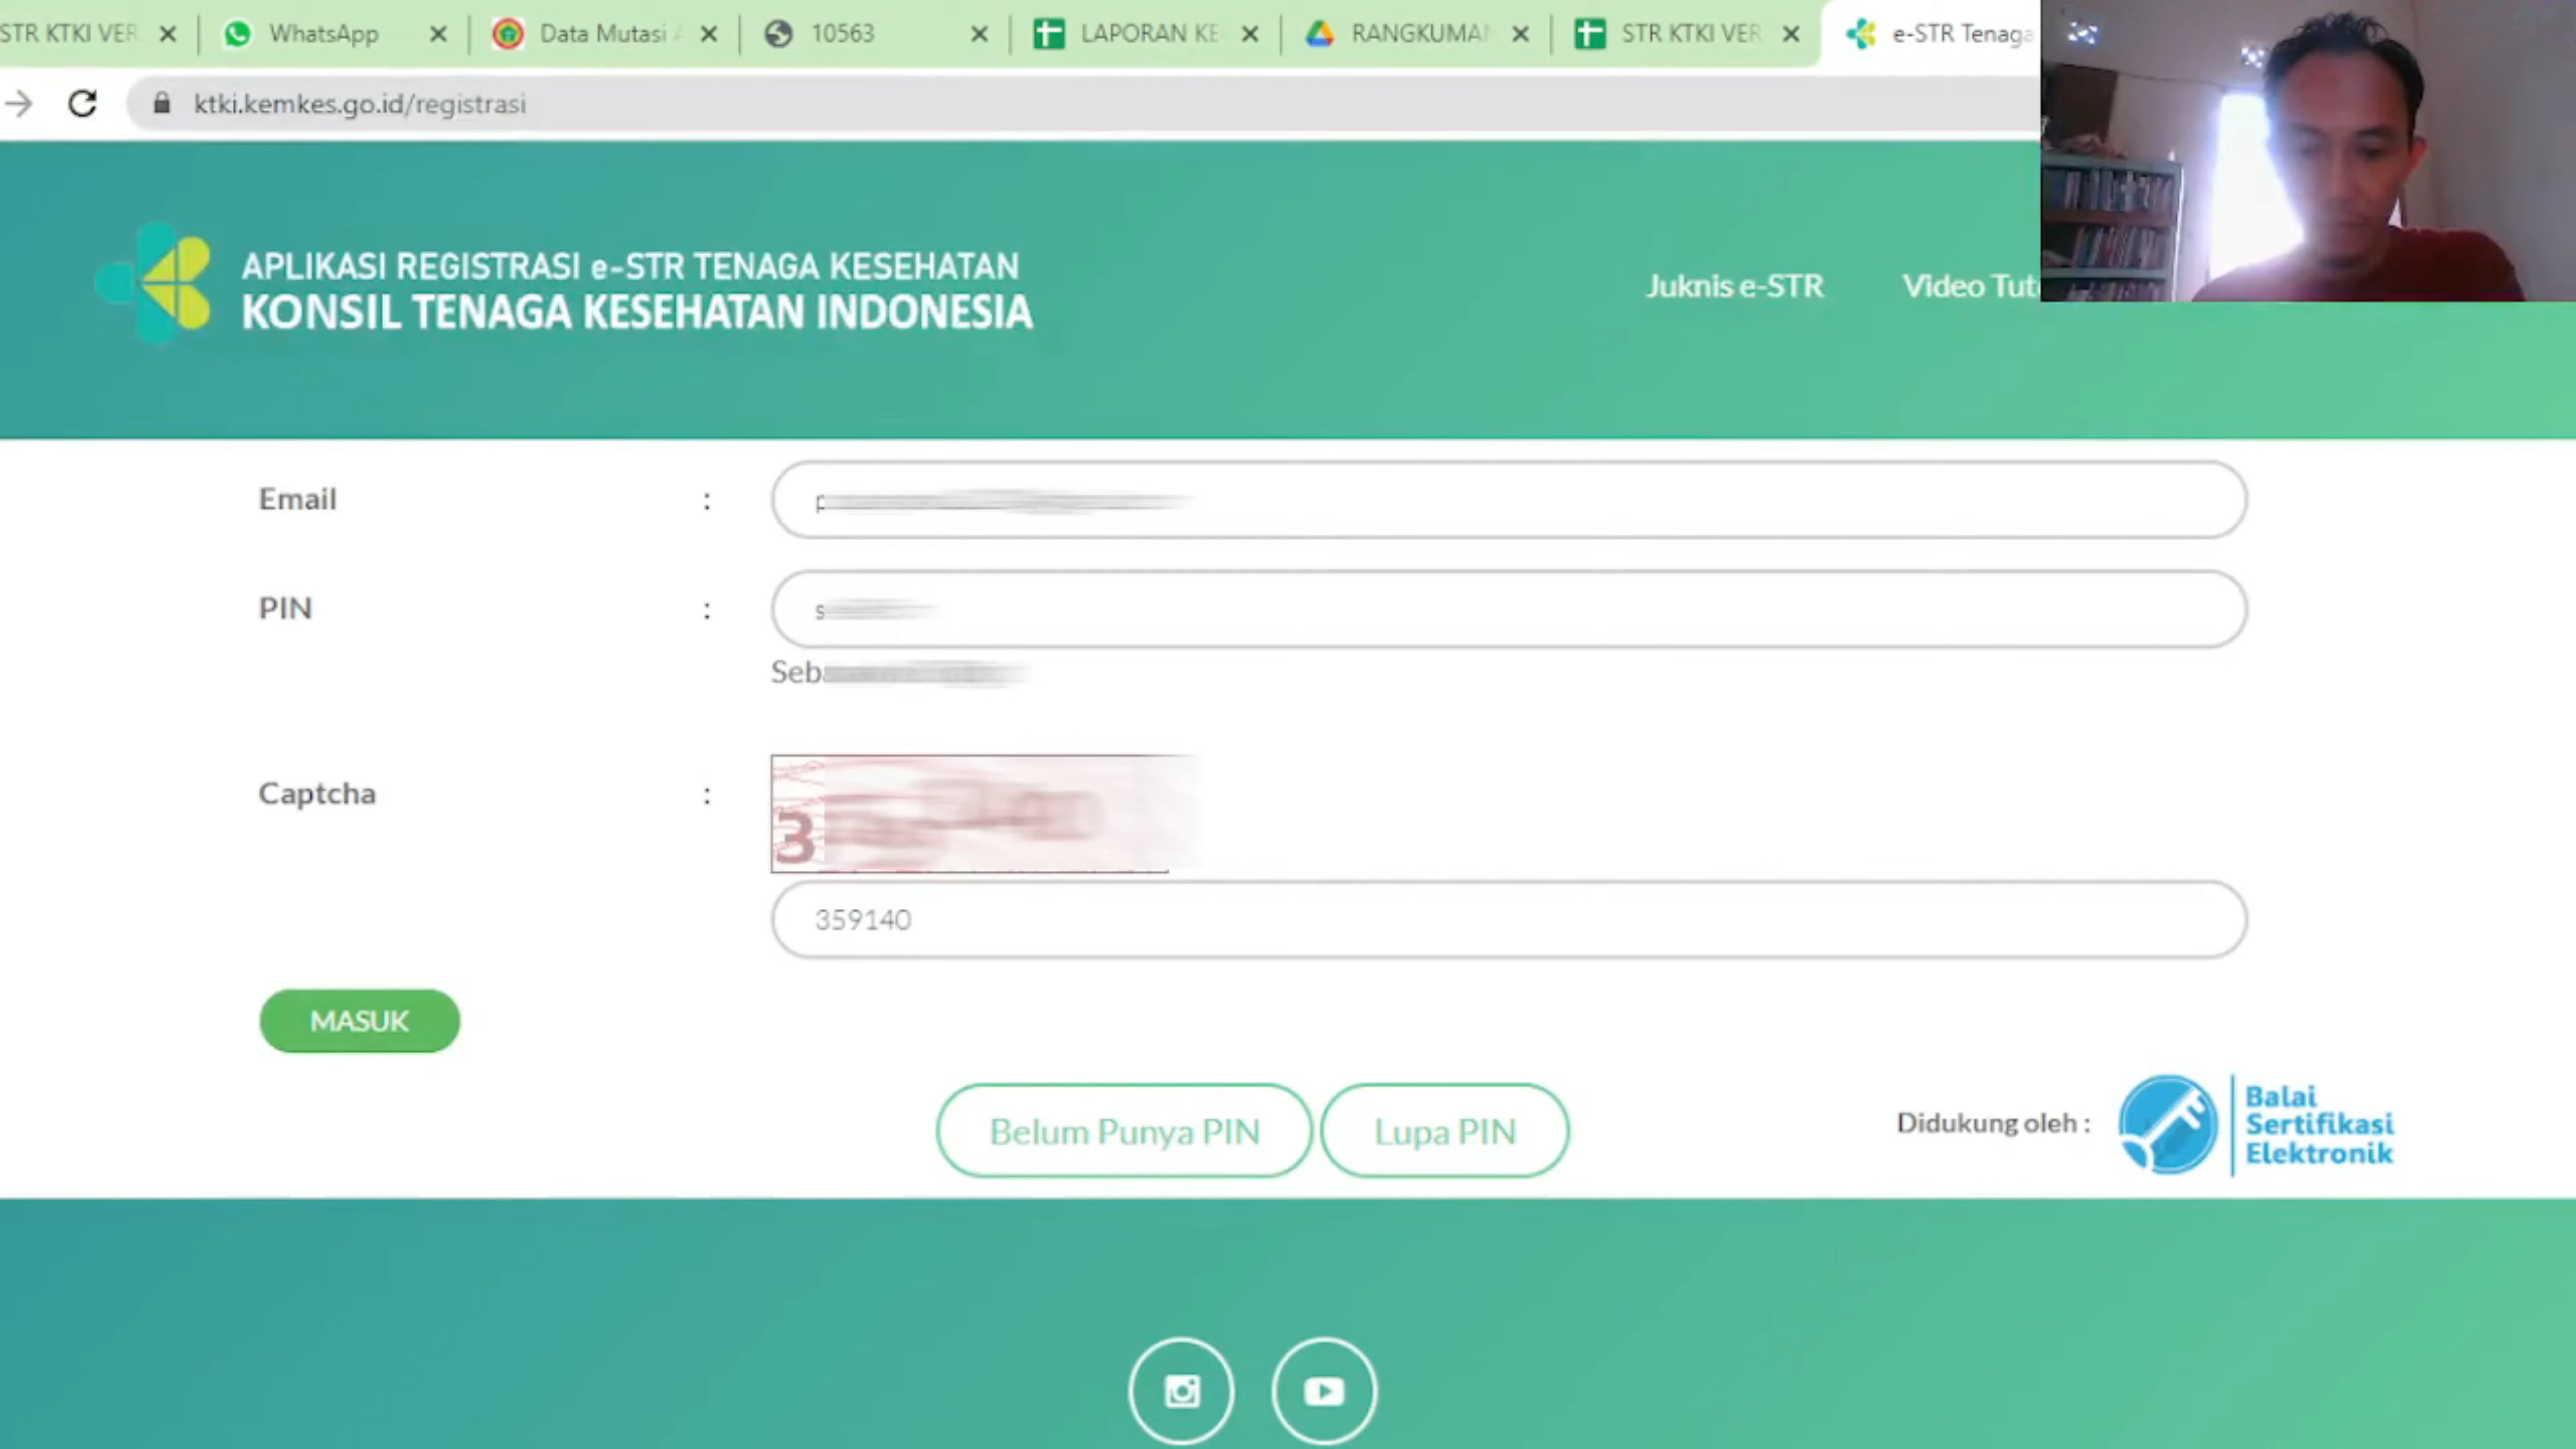 STR KTKI VER
WhatsApp
Data Mutasi
10563
LAPORAN KE
RANGKUMAN
STR KTKI VER
e-STR Tenaga
ktki.kemkes.go.id/registrasi
APLIKASI REGISTRASI e-STR TENAGA KESEHATAN
KONSIL TENAGA KESEHATAN INDONESIA
Juknis e-STR
Video Tut
Email :
PIN :
Captcha :
3
359140
MASUK
Belum Punya PIN
Lupa PIN
Didukung oleh :
Balai
Sertifikasi
Elektronik